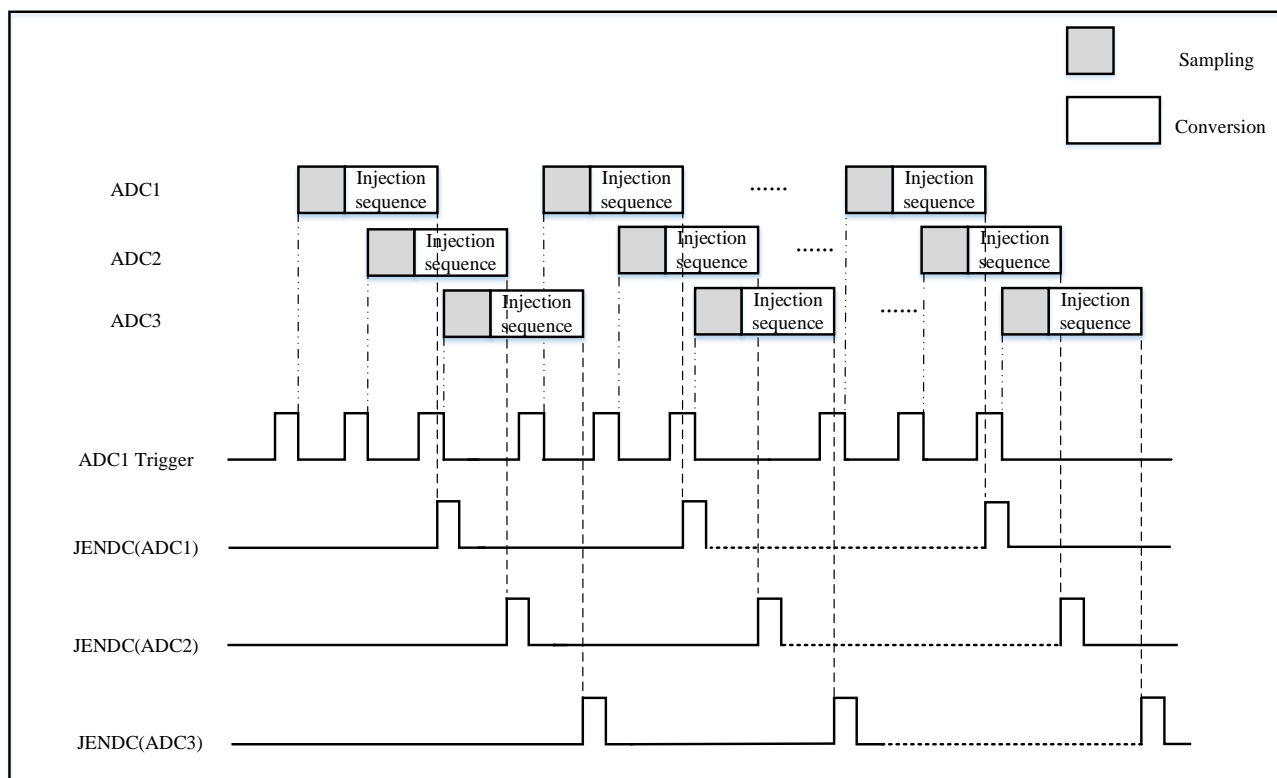 Sampling
Conversion
ADC1
Injection
sequence
Injection
sequence
......
Injection
sequence
ADC2
Injection
sequence
Injection
sequence
......
Injection
sequence
ADC3
Injection
sequence
Injection
sequence
......
Injection
sequence
ADC1 Trigger
JENDC(ADC1)
JENDC(ADC2)
JENDC(ADC3)